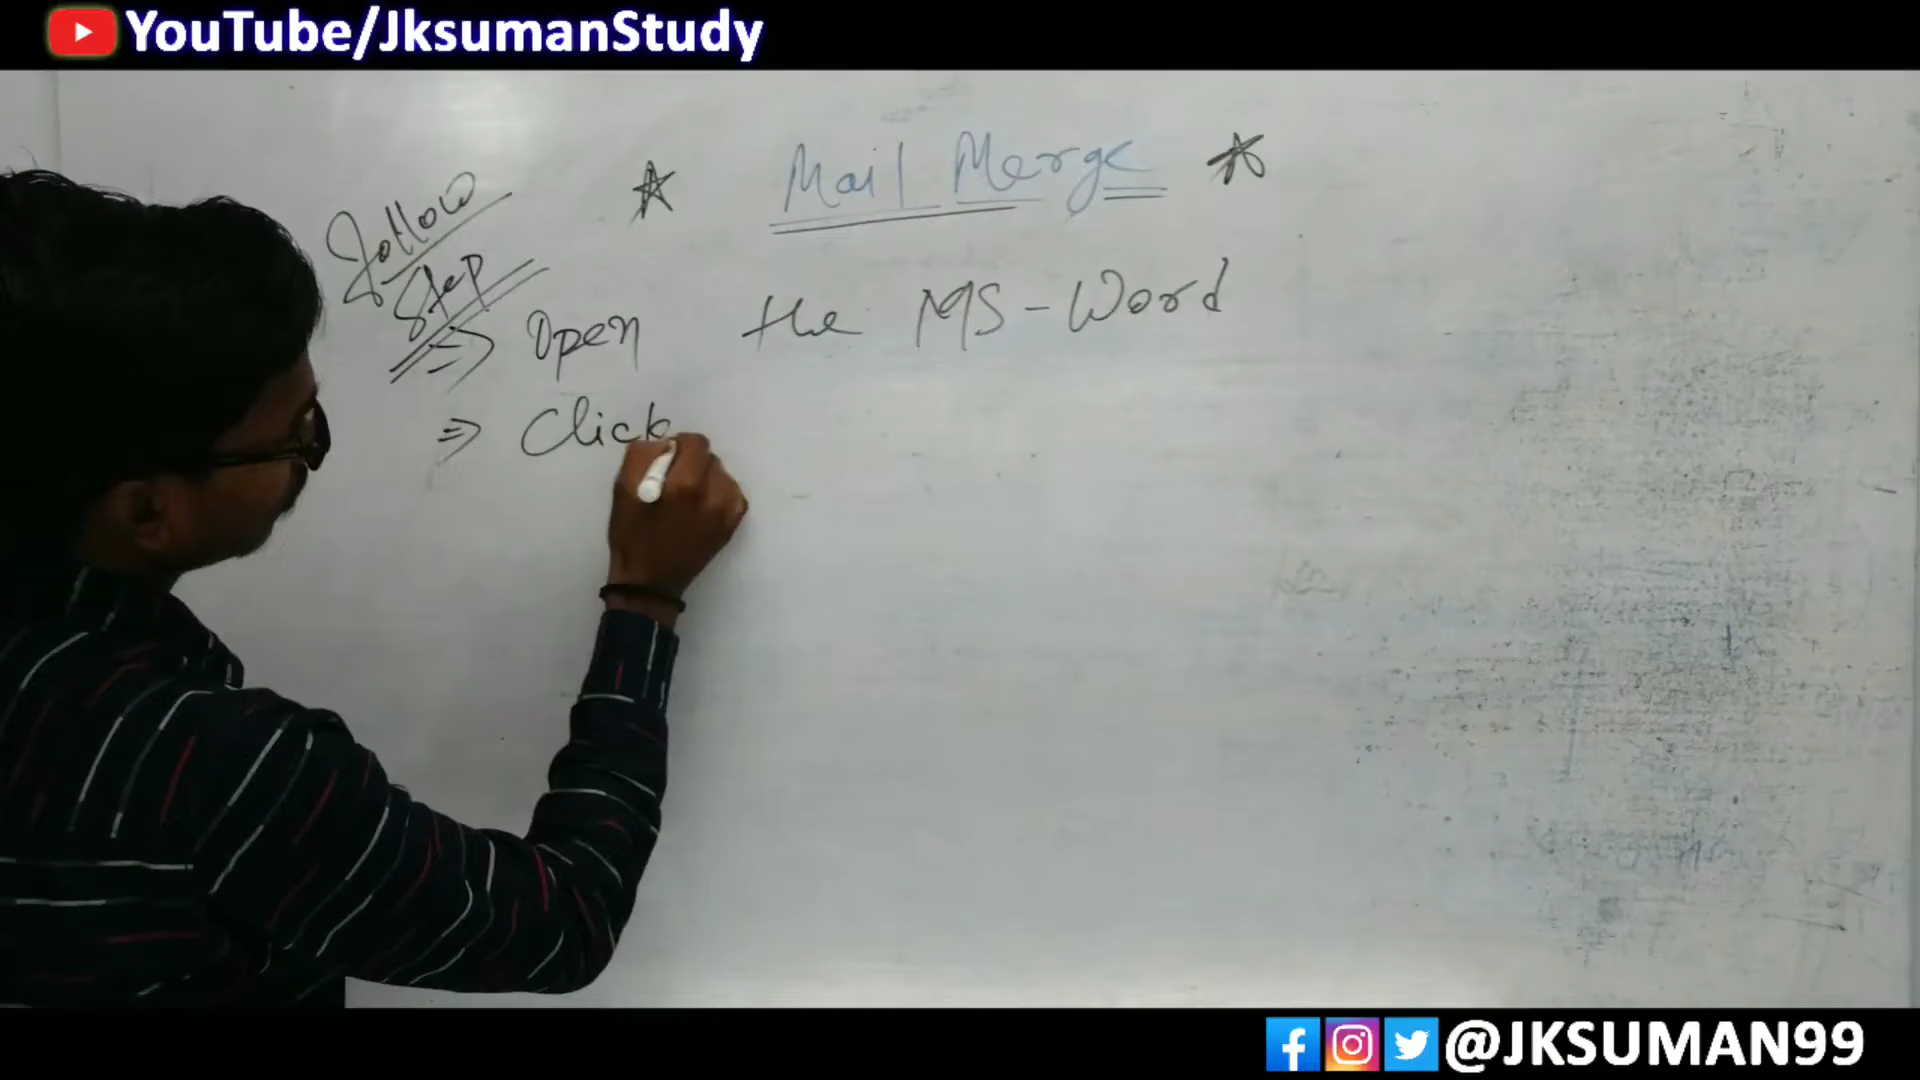 YouTube/JksumanStudy
Mail Merge
Follow
Step
⇒ Open the MS-Word
⇒ Click
@JKSUMAN99